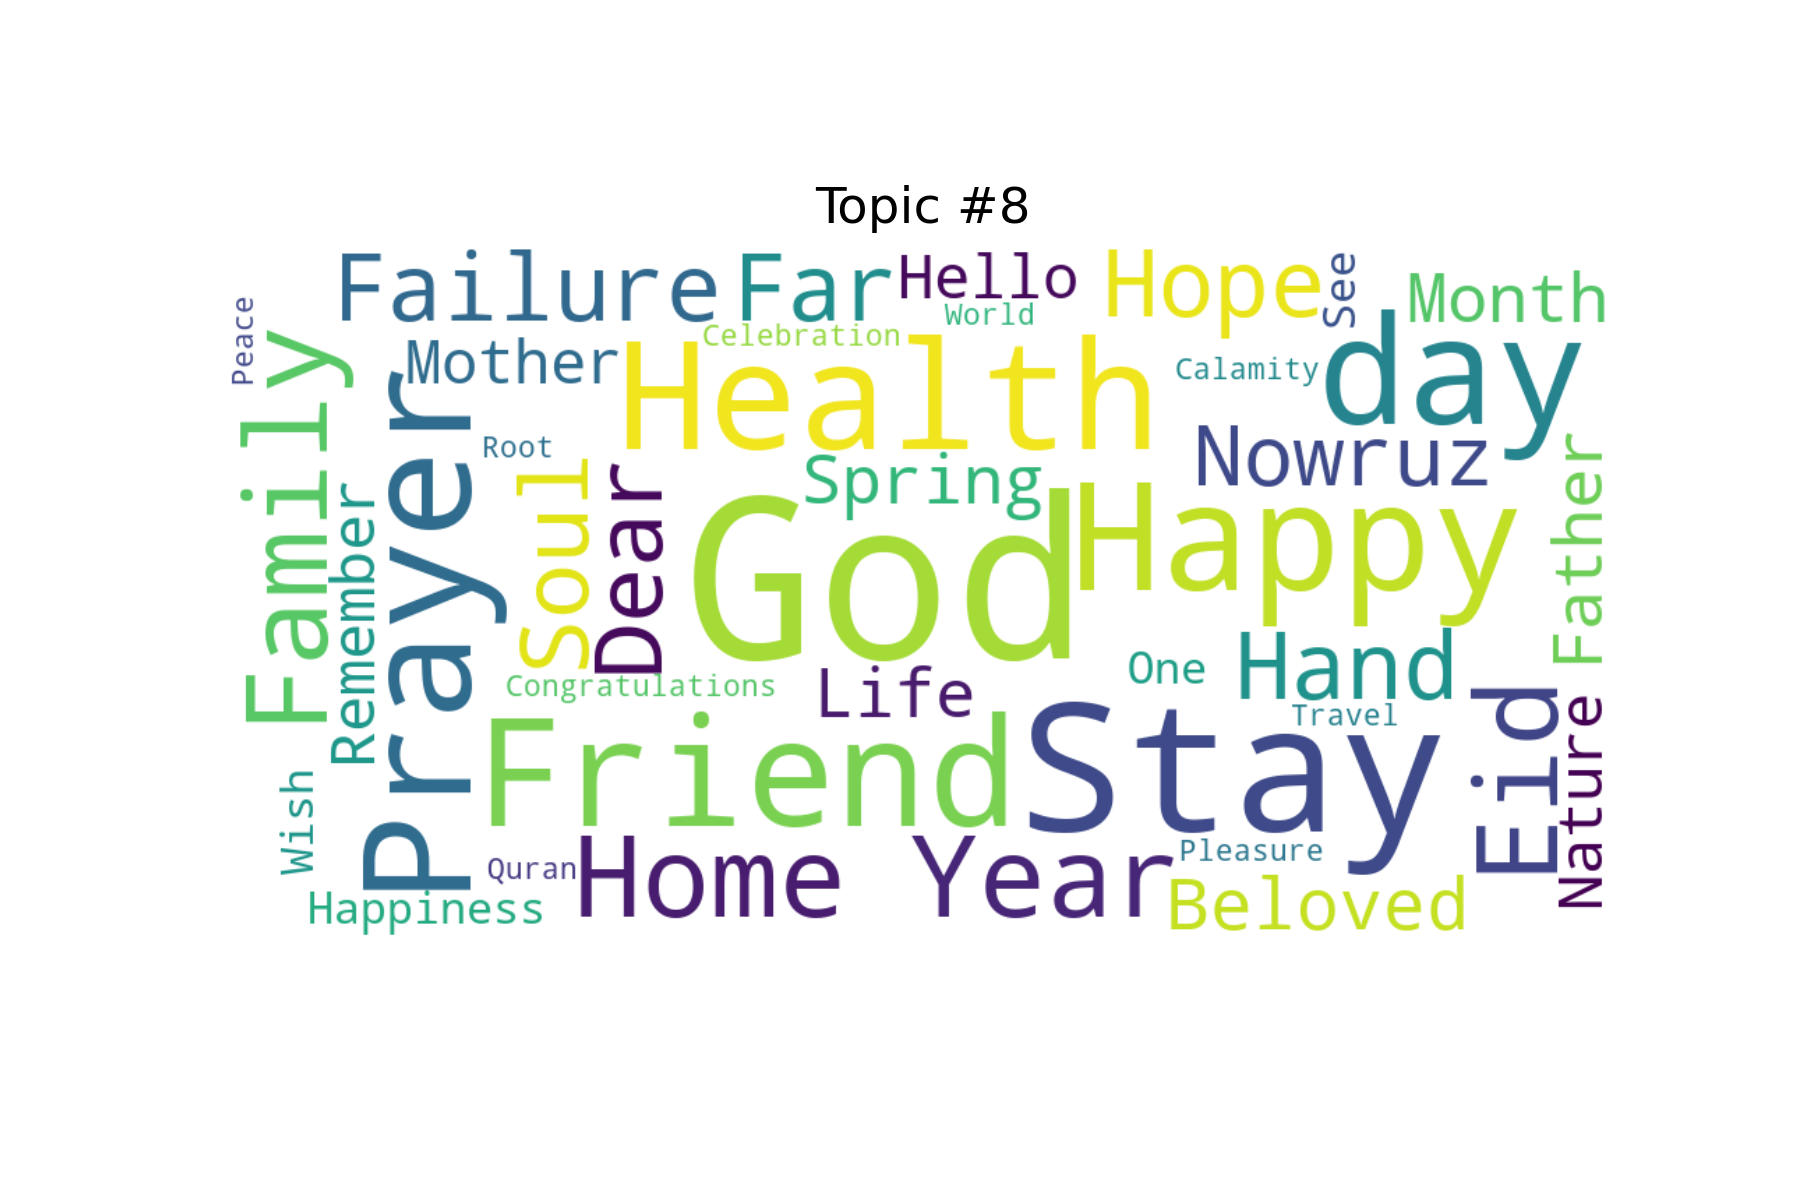 Topic #8
Failure
Far
Hello
Hope
See
Month
Peace
World
Celebration
Mother
Health
Calamity
day
Family
Prayer
Root
Nowruz
Spring
Soul
Dear
God
Happy
Father
Remember
One
Hand
Congratulations
Life
Travel
Friend
Stay
Eid
Nature
Wish
Quran
Home
Year
Pleasure
Happiness
Beloved